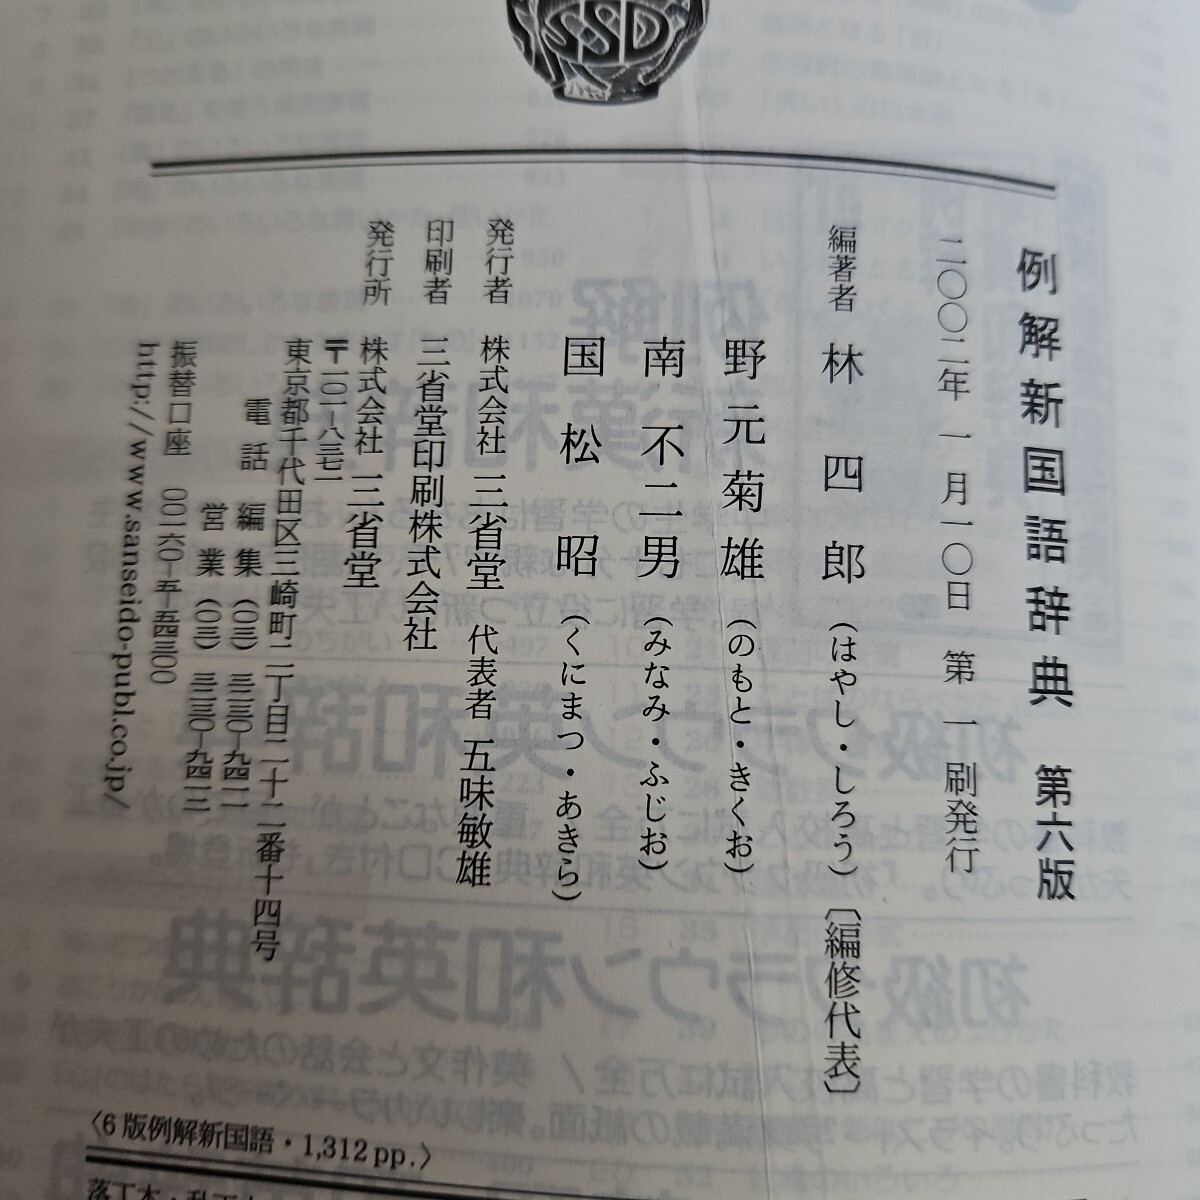 SSD
例解新国語辞典 第六版
二〇〇二年 一月一〇日 第一刷発行
編著者 林 四郎 (はやし・しろう) 〔編修代表〕
野元菊雄 (のもと・きくお)
南 不二男 (みなみ・ふじお)
国松 昭 (くにまつ・あきら)
発行者 株式会社 三省堂 代表者 五味敏雄
印刷者 三省堂印刷株式会社
発行所 株式会社 三省堂
〒一〇一-八三七一
東京都千代田区三崎町二丁目二十二番十四号
電話 編集 (〇三) 三二三〇-九四一一
営業 (〇三) 三二三〇-九四一二
振替口座 〇〇一六〇-五-五四三〇〇
http://www.sanseido-publ.co.jp/
〈6版例解新国語・1,312 pp.〉
落丁本・乱丁本